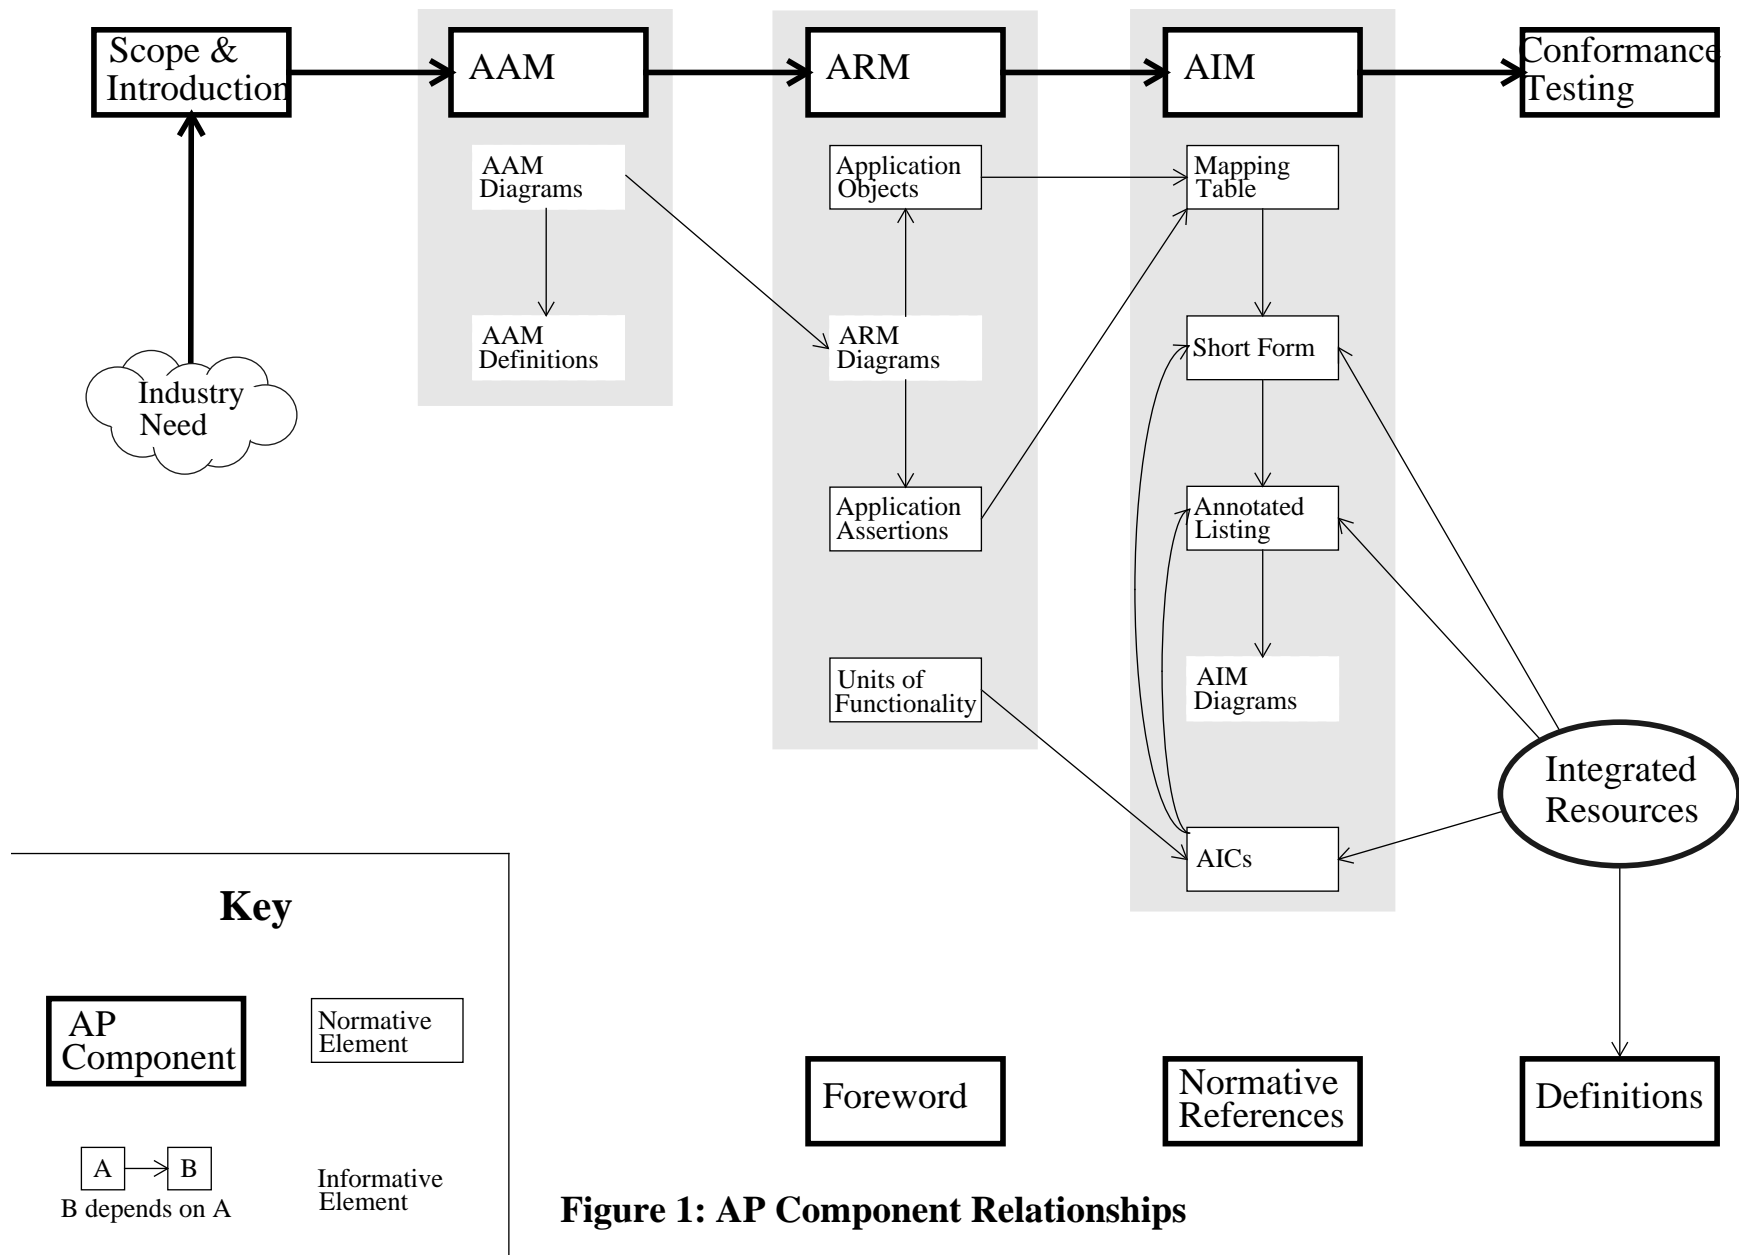 Scope &
Introduction
AAM
ARM
AIM
Conformance
Testing
AAM
Diagrams
Application
Objects
Mapping
Table
AAM
Definitions
ARM
Diagrams
Short Form
Industry
Need
Application
Assertions
Annotated
Listing
Units of
Functionality
AIM
Diagrams
Integrated
Resources
AICs
Key
AP
Component
Normative
Element
Foreword
Normative
References
Definitions
A
B
B depends on A
Informative
Element
Figure 1: AP Component Relationships